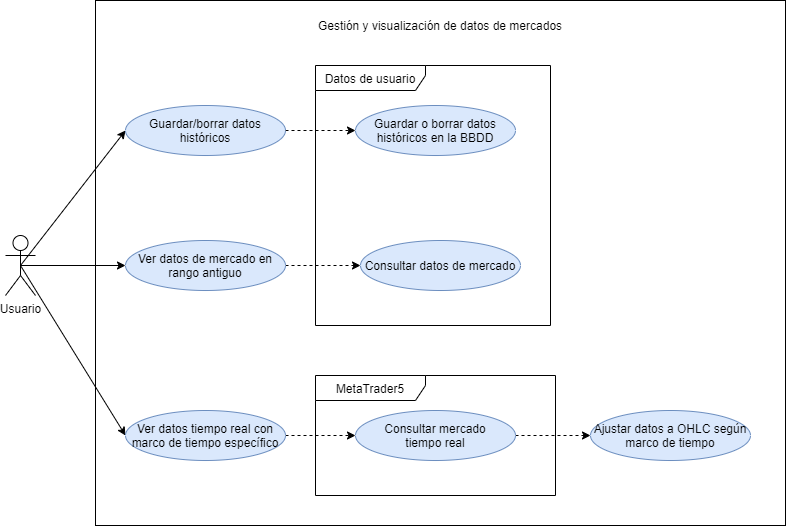 Gestión y visualización de datos de mercados
Datos de usuario
Guardar/borrar datos
históricos
Guardar o borrar datos
históricos en la BBDD
Ver datos de mercado en
rango antiguo
Consultar datos de mercado
Usuario
MetaTrader5
Ver datos tiempo real con
marco de tiempo específico
Consultar mercado
tiempo real
Ajustar datos a OHLC según
marco de tiempo